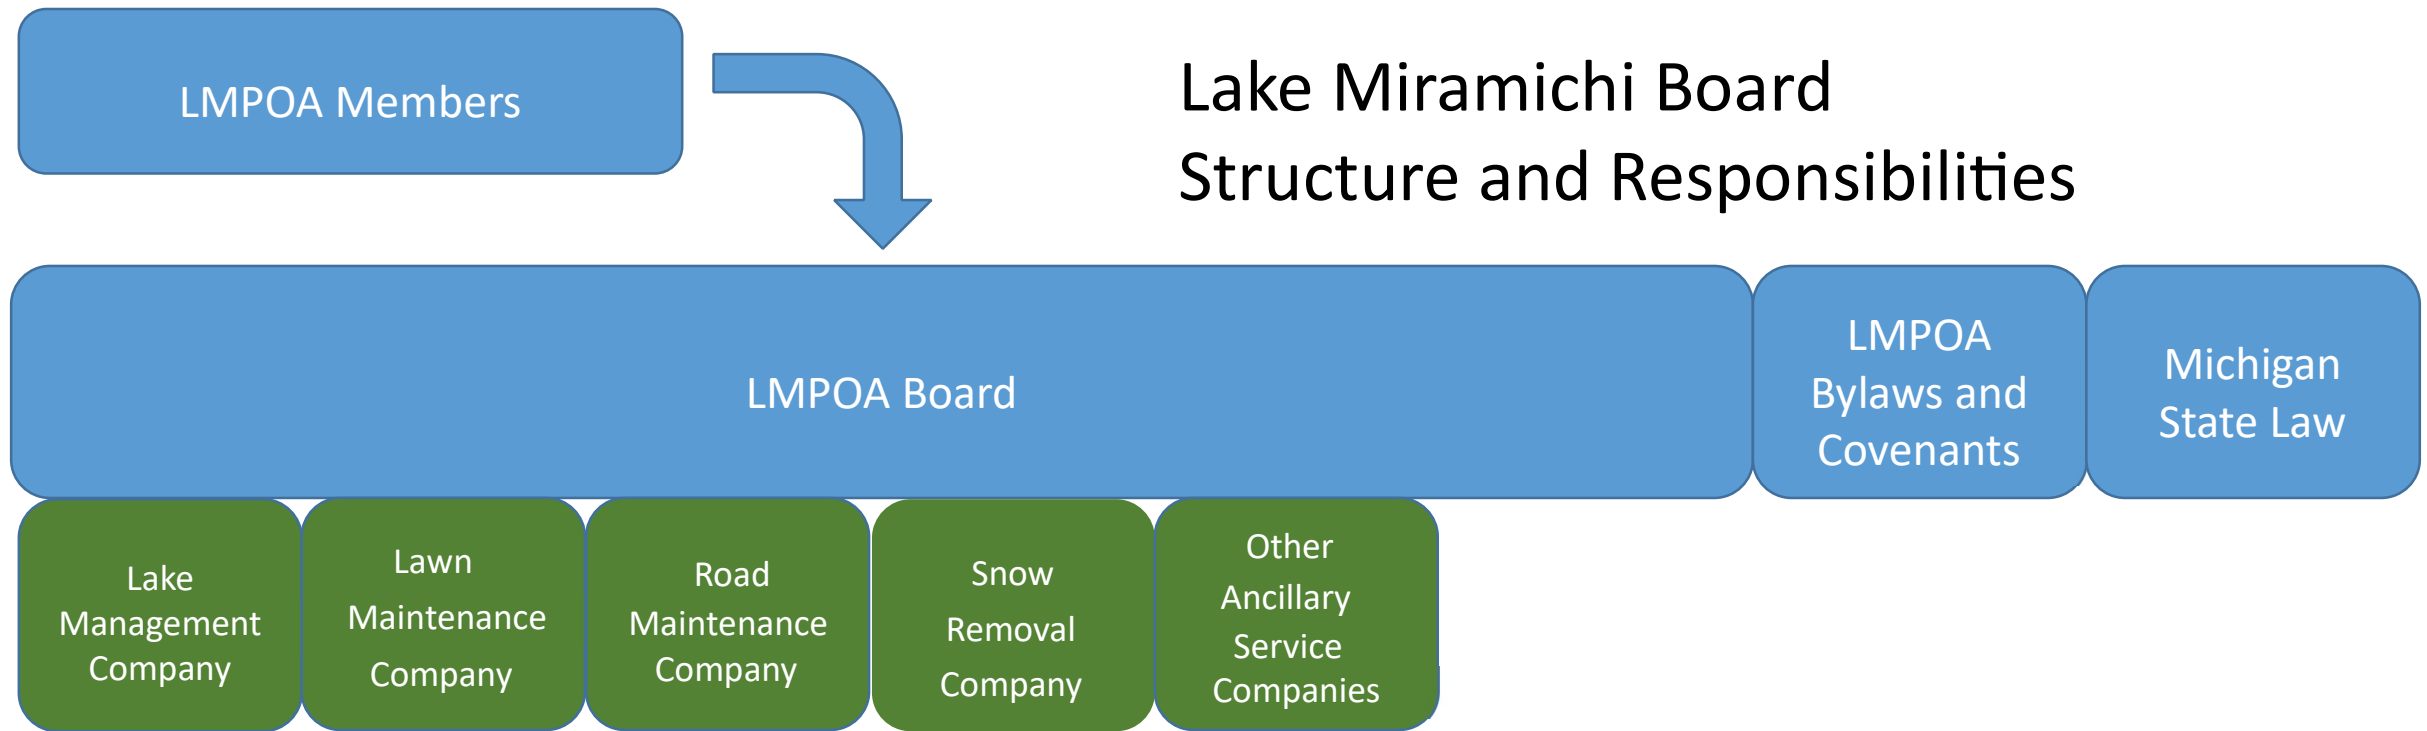 LMPOA Members
Lake Miramichi Board
Structure and Responsibilities
LMPOA Board
LMPOA
Bylaws and
Covenants
Michigan
State Law
Lake
Management
Company
Lawn
Maintenance
Company
Road
Maintenance
Company
Snow
Removal
Company
Other
Ancillary
Service
Companies